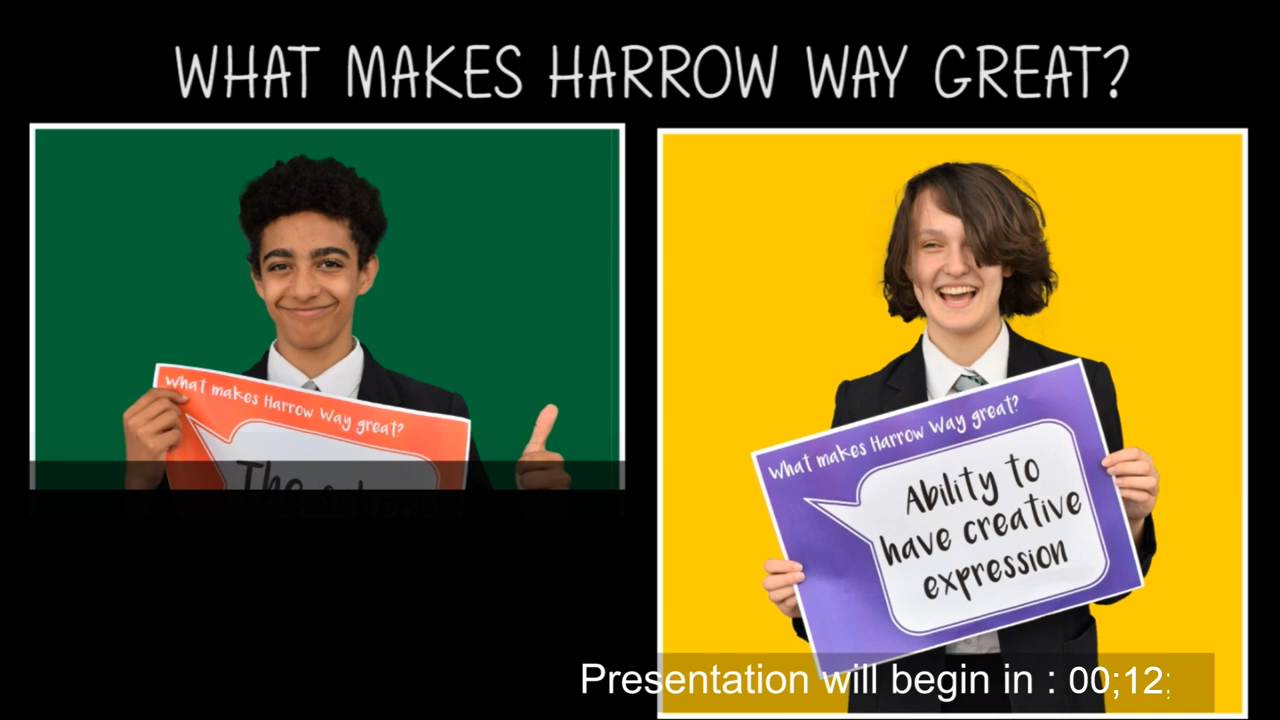 WHAT MAKES HARROW WAY GREAT?
What makes Harrow Way great?
The
What makes Harrow Way great?
Ability to
have creative
expression
Presentation will begin in : 00;12;